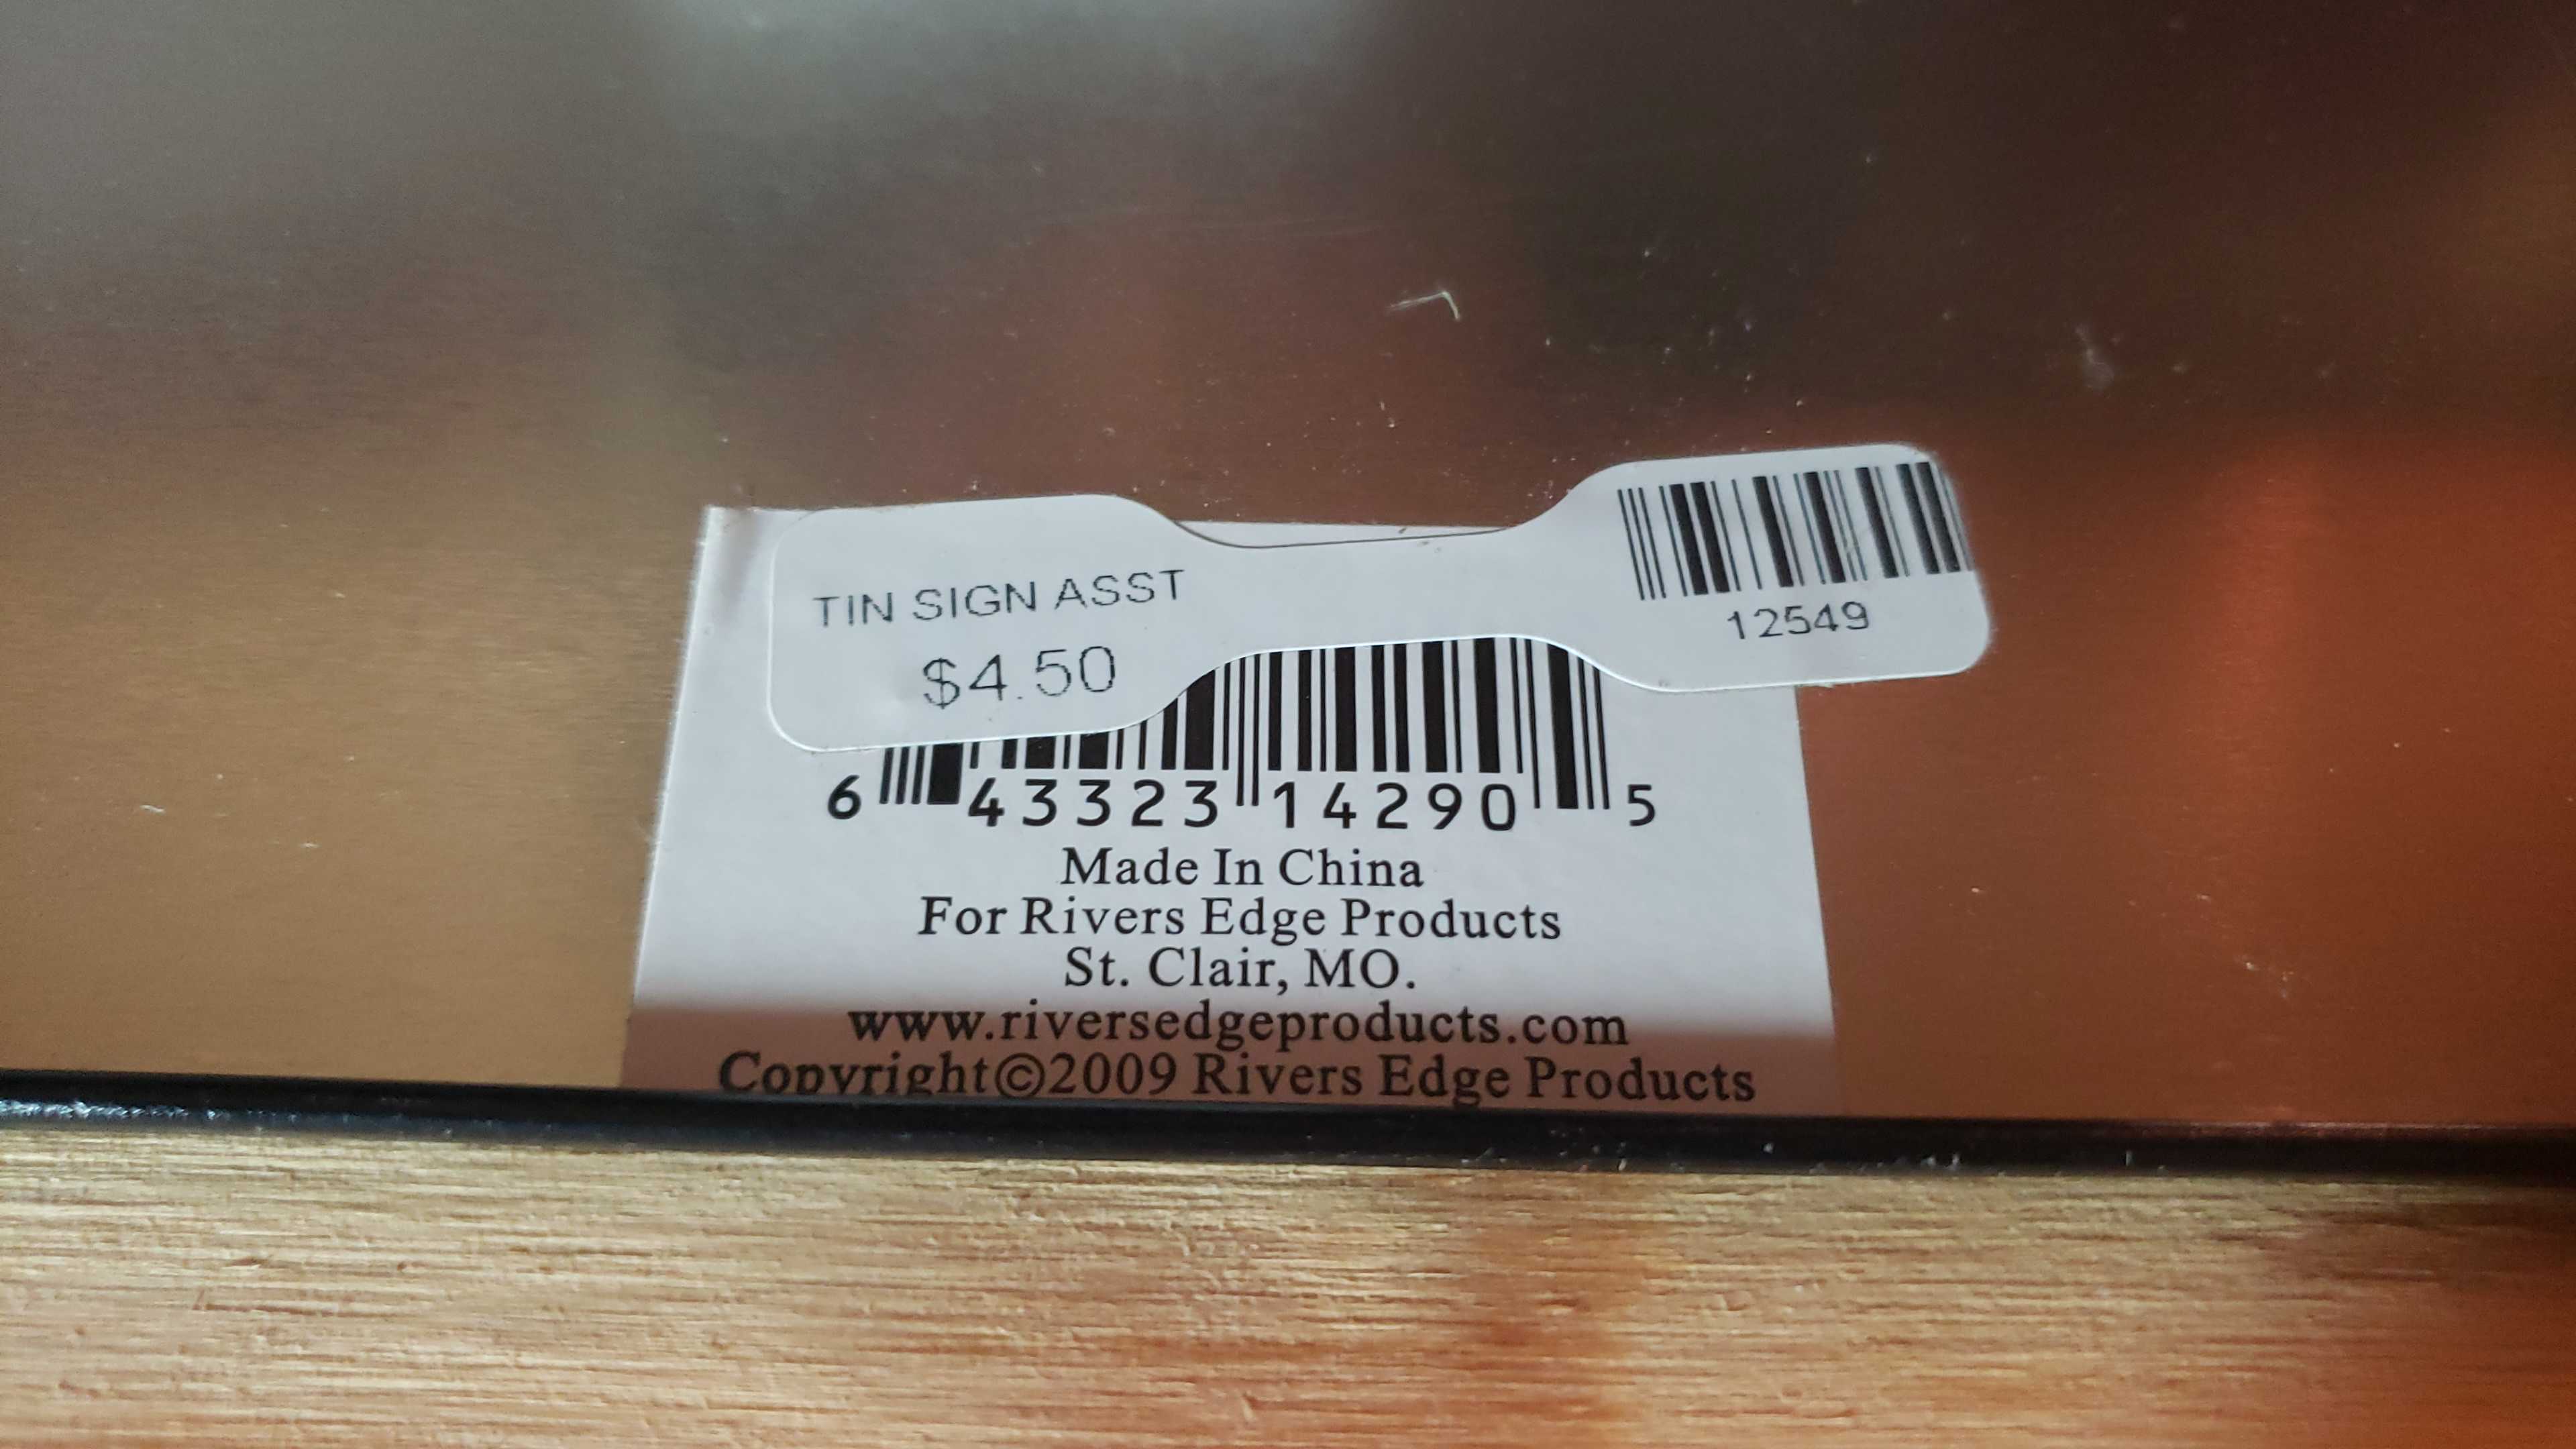 TIN SIGN ASST
$4.50
12549
6 43323 14290 5
Made In China
For Rivers Edge Products
St. Clair, MO.
www.riversedgeproducts.com
Copyright©2009 Rivers Edge Products